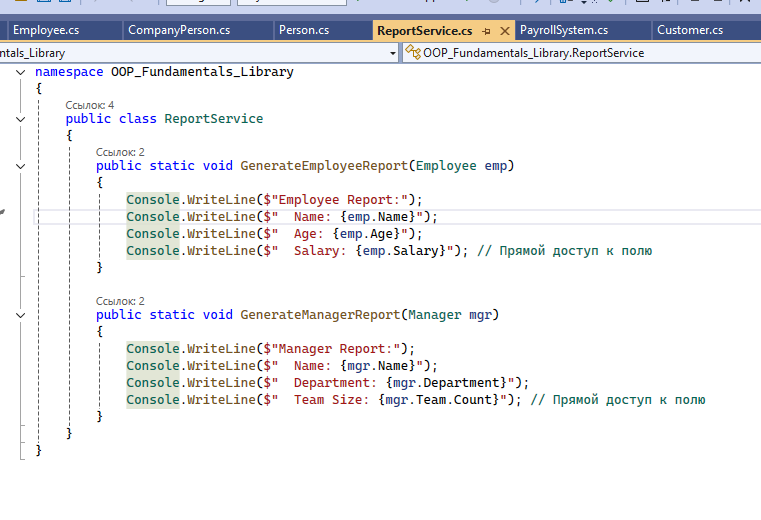 Employee.cs CompanyPerson.cs Person.cs ReportService.cs PayrollSystem.cs Customer.cs
ntals_Library OOP_Fundamentals_Library.ReportService
namespace OOP_Fundamentals_Library
{
Ссылок: 4
public class ReportService
{
Ссылок: 2
public static void GenerateEmployeeReport(Employee emp)
{
Console.WriteLine($"Employee Report:");
Console.WriteLine($"  Name: {emp.Name}");
Console.WriteLine($"  Age: {emp.Age}");
Console.WriteLine($"  Salary: {emp.Salary}"); // Прямой доступ к полю
}
Ссылок: 2
public static void GenerateManagerReport(Manager mgr)
{
Console.WriteLine($"Manager Report:");
Console.WriteLine($"  Name: {mgr.Name}");
Console.WriteLine($"  Department: {mgr.Department}");
Console.WriteLine($"  Team Size: {mgr.Team.Count}"); // Прямой доступ к полю
}
}
}